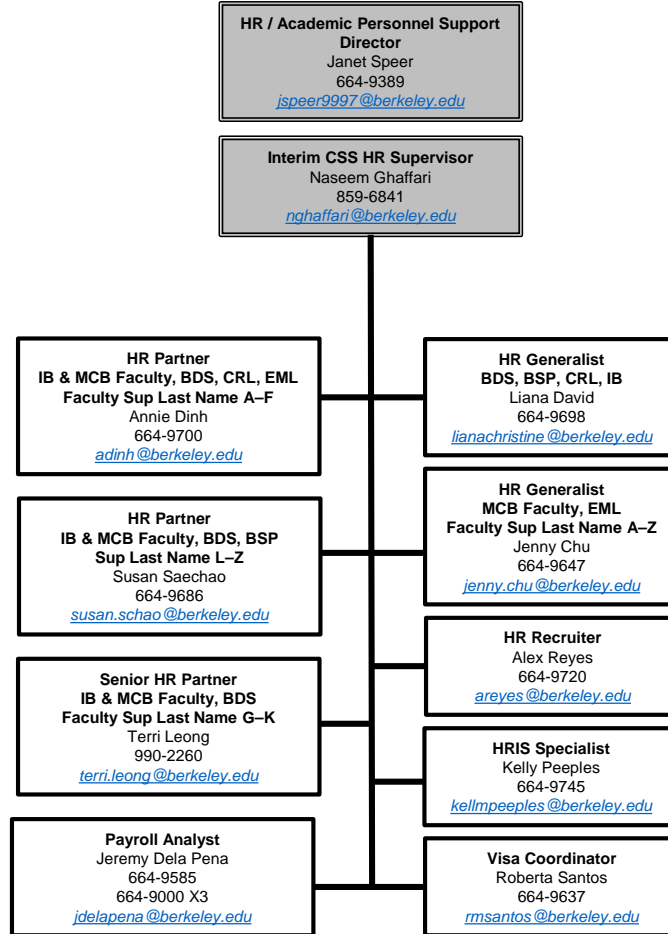 HR / Academic Personnel Support
Director
Janet Speer
664-9389
jspeer9997@berkeley.edu
Interim CSS HR Supervisor
Naseem Ghaffari
859-6841
nghaffari@berkeley.edu
HR Partner
IB & MCB Faculty, BDS, CRL, EML
Faculty Sup Last Name A–F
Annie Dinh
664-9700
adinh@berkeley.edu
HR Generalist
BDS, BSP, CRL, IB
Liana David
664-9698
lianachristine@berkeley.edu
HR Partner
IB & MCB Faculty, BDS, BSP
Sup Last Name L–Z
Susan Saechao
664-9686
susan.schao@berkeley.edu
HR Generalist
MCB Faculty, EML
Faculty Sup Last Name A–Z
Jenny Chu
664-9647
jenny.chu@berkeley.edu
Senior HR Partner
IB & MCB Faculty, BDS
Faculty Sup Last Name G–K
Terri Leong
990-2260
terri.leong@berkeley.edu
HR Recruiter
Alex Reyes
664-9720
areyes@berkeley.edu
HRIS Specialist
Kelly Peeples
664-9745
kellmpeeples@berkeley.edu
Payroll Analyst
Jeremy Dela Pena
664-9585
664-9000 X3
jdelapena@berkeley.edu
Visa Coordinator
Roberta Santos
664-9637
rmsantos@berkeley.edu